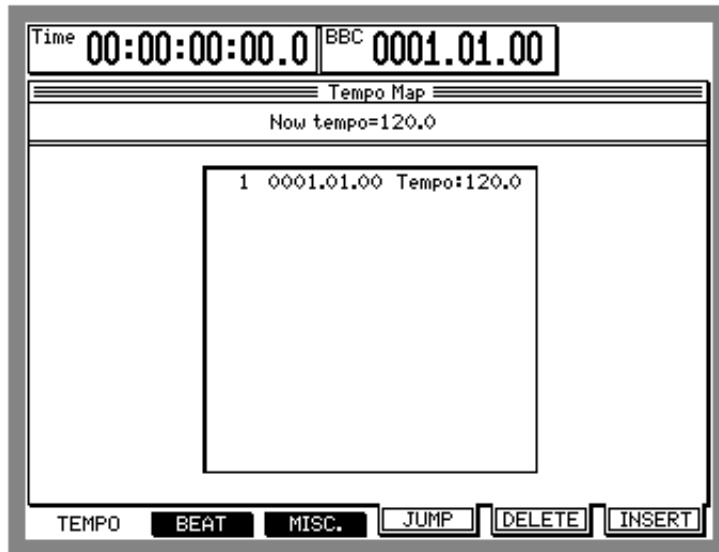 Time 00:00:00:00.0 BBC 0001.01.00
Tempo Map
Now tempo=120.0
1 0001.01.00 Tempo:120.0
TEMPO BEAT MISC. JUMP DELETE INSERT